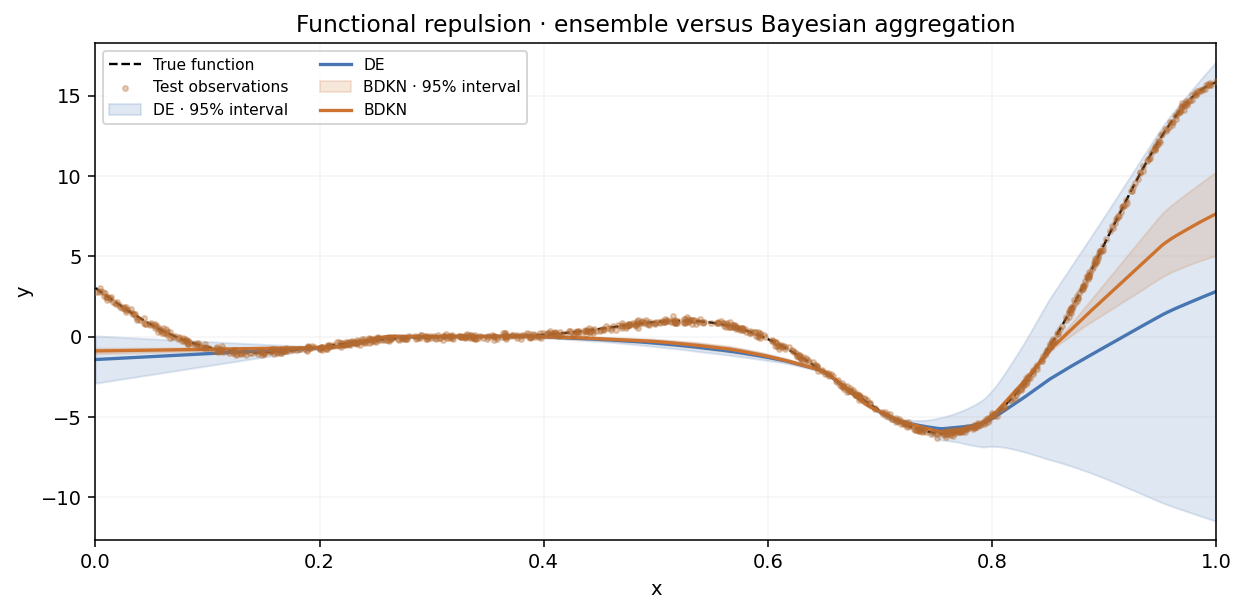 Functional repulsion · ensemble versus Bayesian aggregation
True function
Test observations
DE · 95% interval
DE
BDKN · 95% interval
BDKN
y
15
10
5
0
−5
−10
0.0
0.2
0.4
0.6
0.8
1.0
x